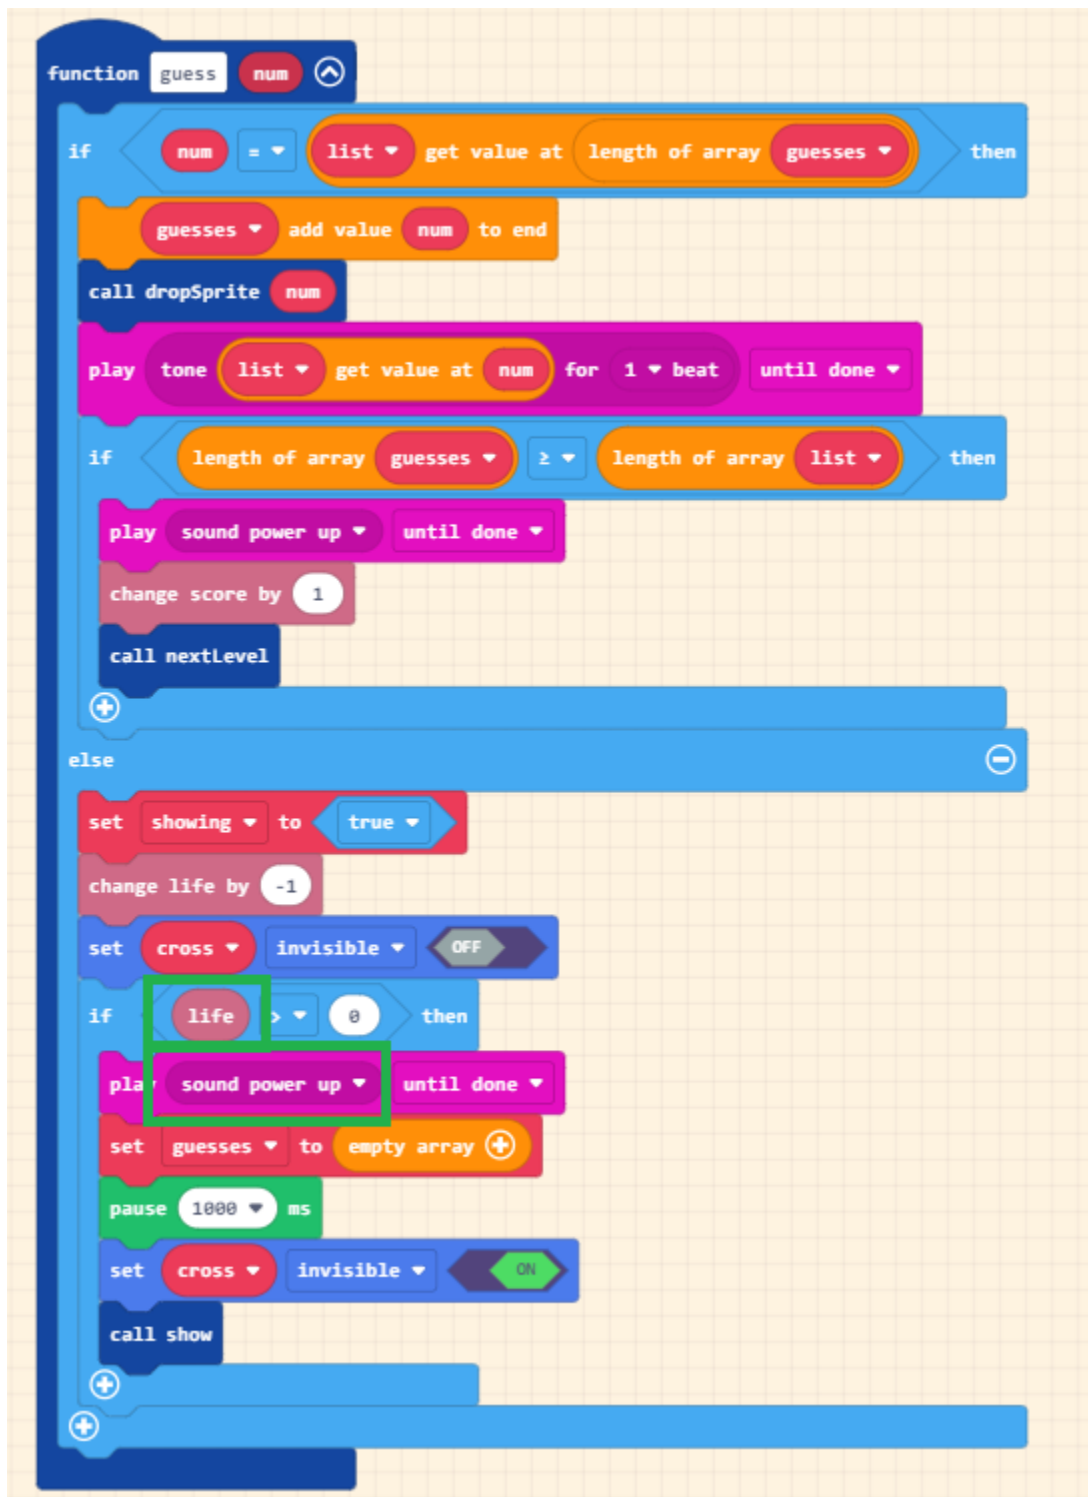 function guess num
if num = list get value at length of array guesses then
guesses add value num to end
call dropSprite num
play tone list get value at num for 1 beat until done
if length of array guesses ≥ length of array list then
play sound power up until done
change score by 1
call nextLevel
else
set showing to true
change life by -1
set cross invisible OFF
if life > 0 then
play sound power up until done
set guesses to empty array
pause 1000 ms
set cross invisible ON
call show